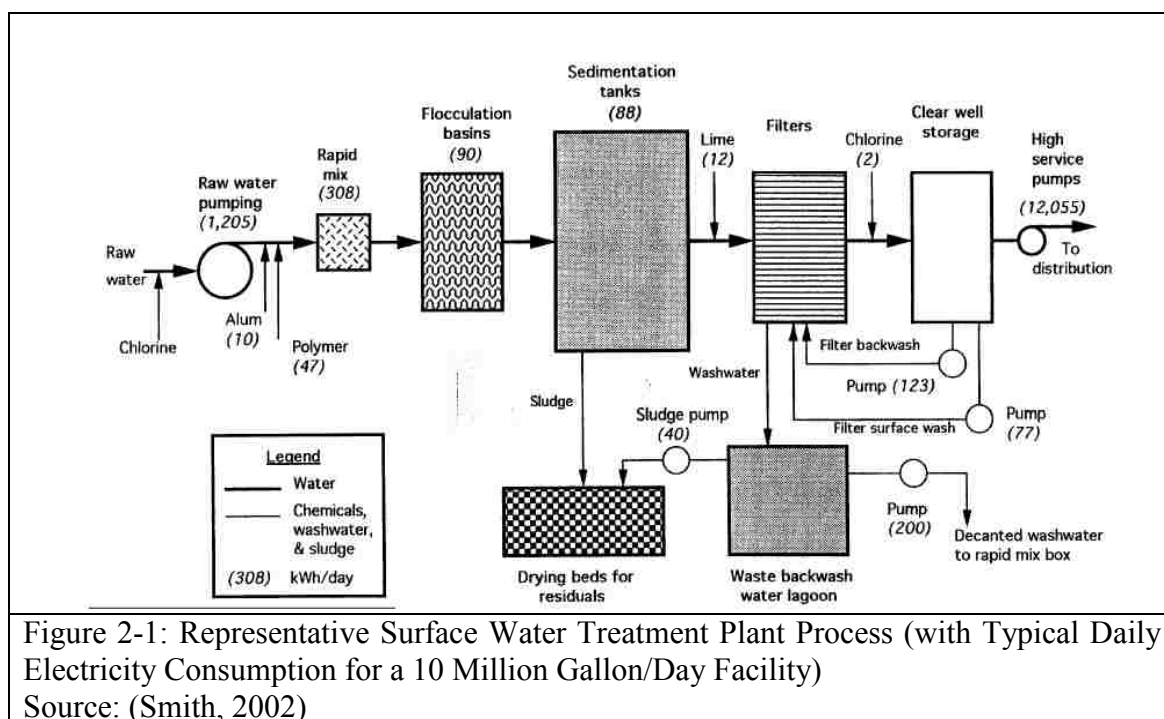 Sedimentation
tanks
(88)
Flocculation
basins
(90)
Rapid
mix
(308)
Raw water
pumping
(1,205)
Lime
(12)
Filters
Chlorine
(2)
Clear well
storage
High
service
pumps
(12,055)
To
distribution
Raw
water
Chlorine
Alum
(10)
Polymer
(47)
Filter backwash
Pump (123)
Washwater
Sludge
Sludge pump
(40)
Filter surface wash
Pump
(77)
Pump
(200)
Decanted washwater
to rapid mix box
Drying beds for
residuals
Waste backwash
water lagoon
Legend
Water
Chemicals,
washwater,
& sludge
(308) kWh/day
Figure 2-1: Representative Surface Water Treatment Plant Process (with Typical Daily
Electricity Consumption for a 10 Million Gallon/Day Facility)
Source: (Smith, 2002)